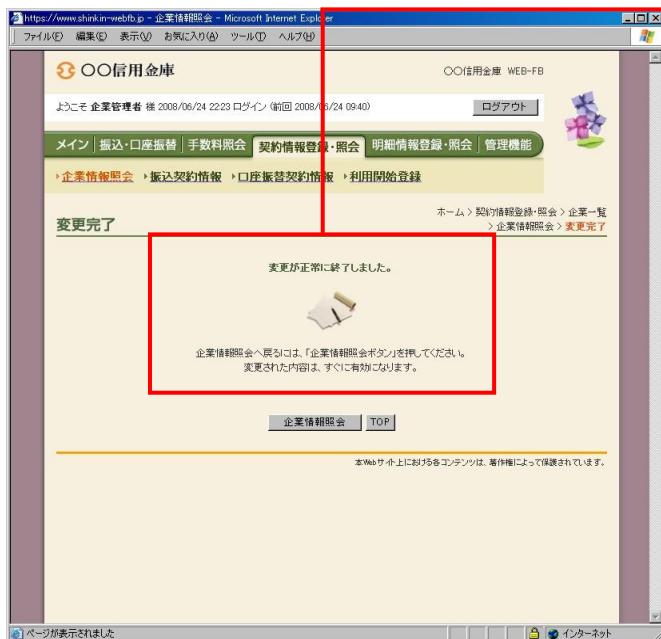 https://www.shinkin-webfb.jp - 企業情報照会 - Microsoft Internet Explorer
ファイル(F) 編集(E) 表示(V) お気に入り(A) ツール(T) ヘルプ(H)
〇〇信用金庫
〇〇信用金庫 WEB-FB
ようこそ 企業管理者 様 2008/06/24 22:23 ログイン (前回 2008/06/24 09:40)
ログアウト
メイン 振込・口座振替 手数料照会 契約情報登録・照会 明細情報登録・照会 管理機能
企業情報照会 振込契約情報 口座振替契約情報 利用開始登録
ホーム > 契約情報登録・照会 > 企業一覧
> 企業情報照会 > 変更完了
変更完了
変更が正常に終了しました。
企業情報照会へ戻るには、「企業情報照会ボタン」を押してください。
変更された内容は、すぐに有効になります。
企業情報照会 TOP
本Webサイト上における各コンテンツは、著作権によって保護されています。
ページが表示されました
インターネット